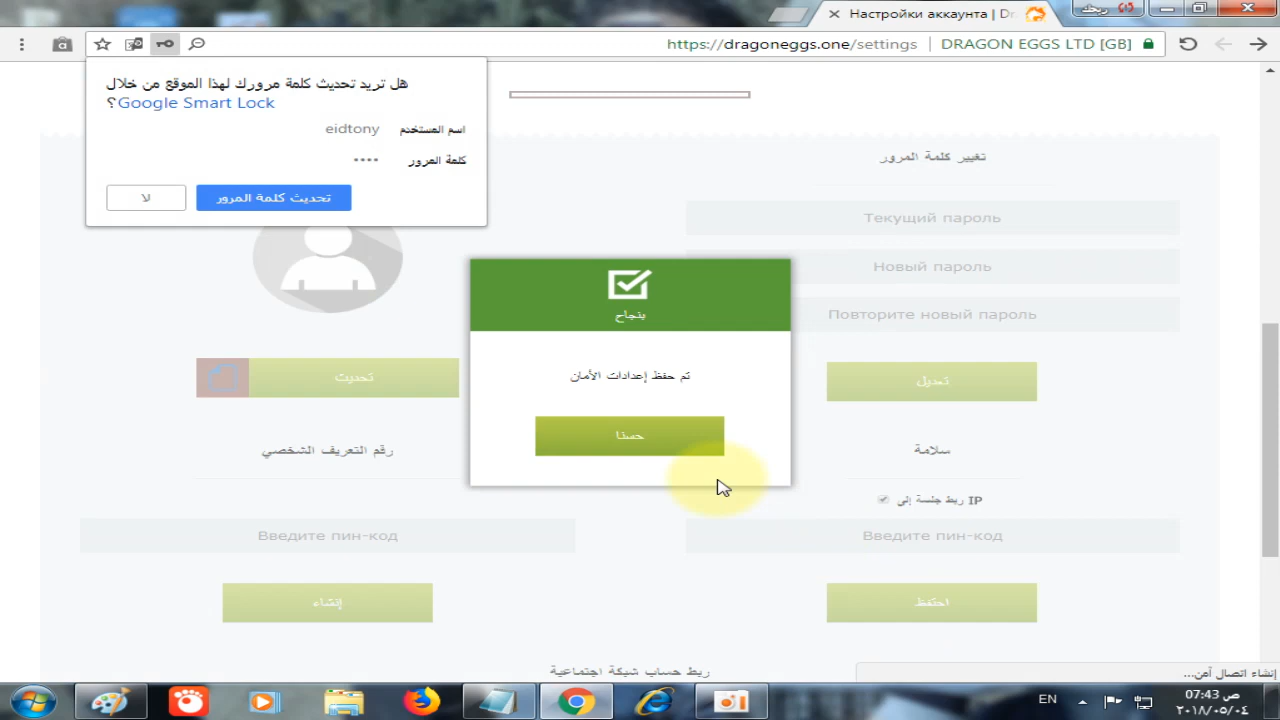 Настройки аккаунта | Dr
ربحك
https://dragoneggs.one/settings
DRAGON EGGS LTD [GB]
هل تريد تحديث كلمة مرورك لهذا الموقع من خلال
Google Smart Lock؟
اسم المستخدم eidtony
كلمة المرور ••••
تحديث كلمة المرور
لا
تغيير كلمة المرور
Текущий пароль
Новый пароль
Повторите новый пароль
تعديل
تحديث
بنجاح
تم حفظ إعدادات الأمان
حسنا
سلامة
رقم التعريف الشخصي
IP ربط جلسة إلى
Введите пин-код
Введите пин-код
احتفظ
إنشاء
ربط حساب شبكة اجتماعية
إنشاء اتصال آمن...
EN
07:43 ص
٢٠١٨/٠٥/٠٤